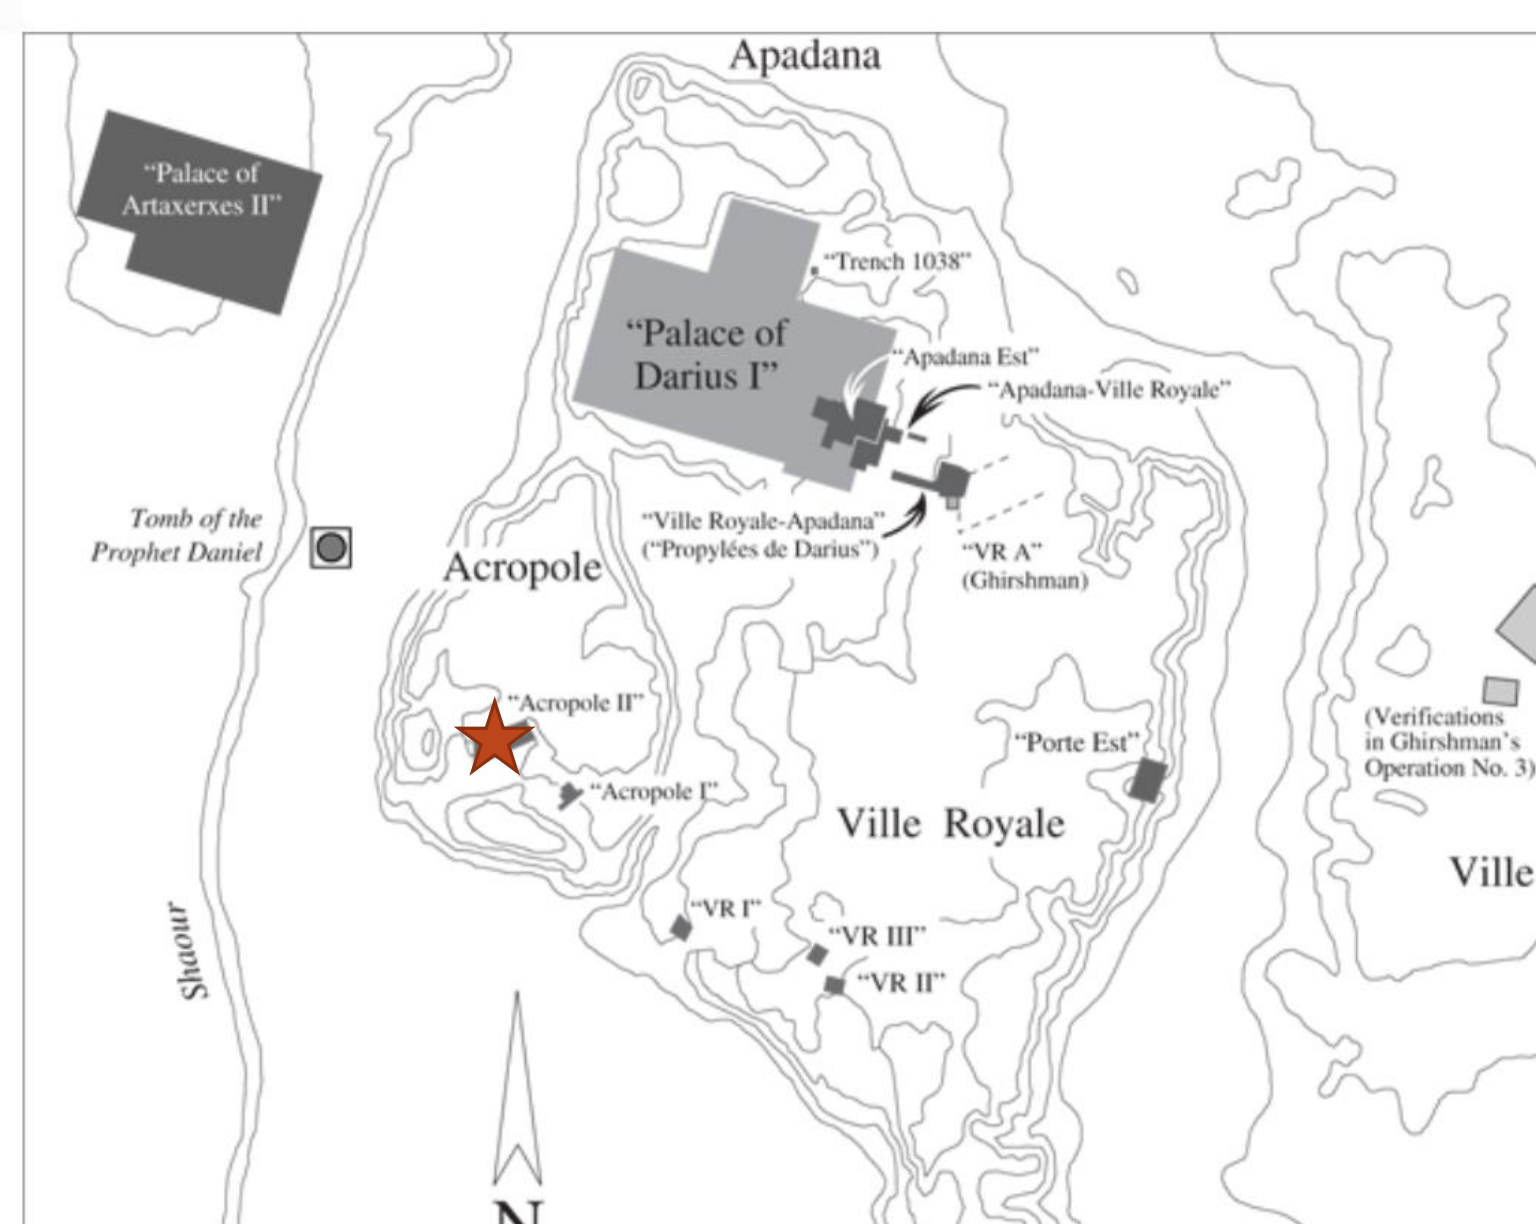 Apadana
“Palace of
Artaxerxes II”
“Trench 1038”
“Palace of
Darius I”
“Apadana Est”
“Apadana-Ville Royale”
Tomb of the
Prophet Daniel
“Ville Royale-Apadana”
(“Propylées de Darius”)
“VR A”
(Ghirshman)
Acropole
“Acropole II”
“Acropole I”
“Porte Est”
(Verifications
in Ghirshman’s
Operation No. 3)
Ville Royale
Ville
Shaour
“VR I”
“VR III”
“VR II”
N